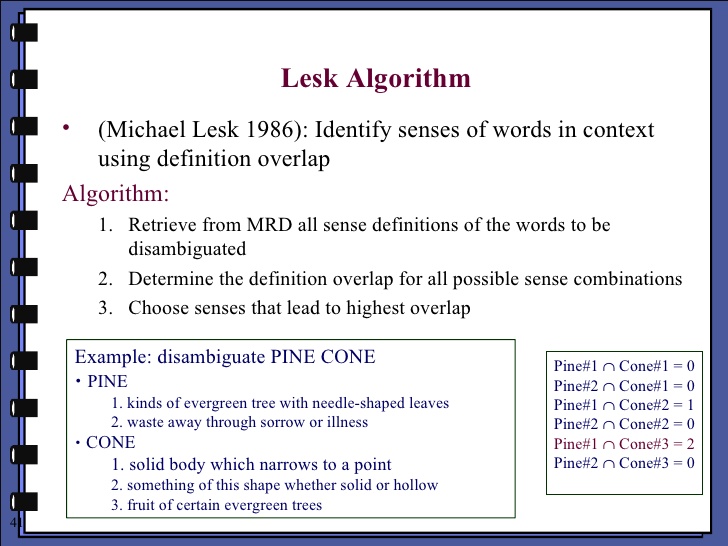 Lesk Algorithm
• (Michael Lesk 1986): Identify senses of words in context
using definition overlap
Algorithm:
1. Retrieve from MRD all sense definitions of the words to be
disambiguated
2. Determine the definition overlap for all possible sense combinations
3. Choose senses that lead to highest overlap
Example: disambiguate PINE CONE
• PINE
1. kinds of evergreen tree with needle-shaped leaves
2. waste away through sorrow or illness
• CONE
1. solid body which narrows to a point
2. something of this shape whether solid or hollow
3. fruit of certain evergreen trees
Pine#1 ∩ Cone#1 = 0
Pine#2 ∩ Cone#1 = 0
Pine#1 ∩ Cone#2 = 1
Pine#2 ∩ Cone#2 = 0
Pine#1 ∩ Cone#3 = 2
Pine#2 ∩ Cone#3 = 0
41